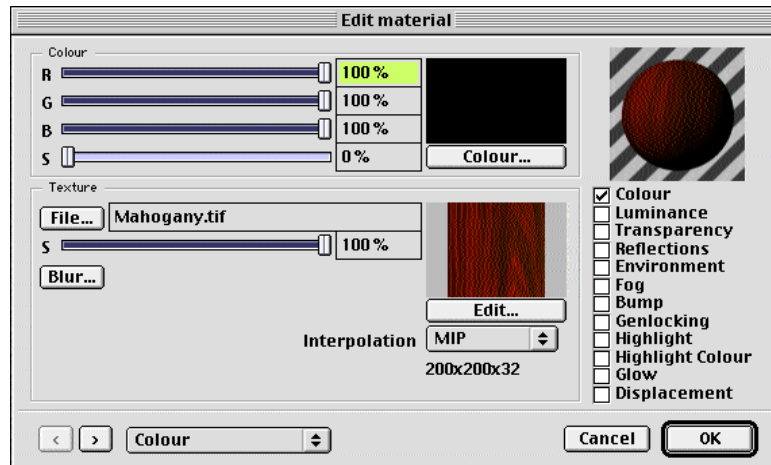 Edit material
Colour
R 100 %
G 100 %
B 100 %
S 0 %
Colour...
Texture
File... Mahogany.tif
S 100 %
Blur...
Edit...
Interpolation MIP
200x200x32
Colour
Luminance
Transparency
Reflections
Environment
Fog
Bump
Genlocking
Highlight
Highlight Colour
Glow
Displacement
< > Colour
Cancel OK